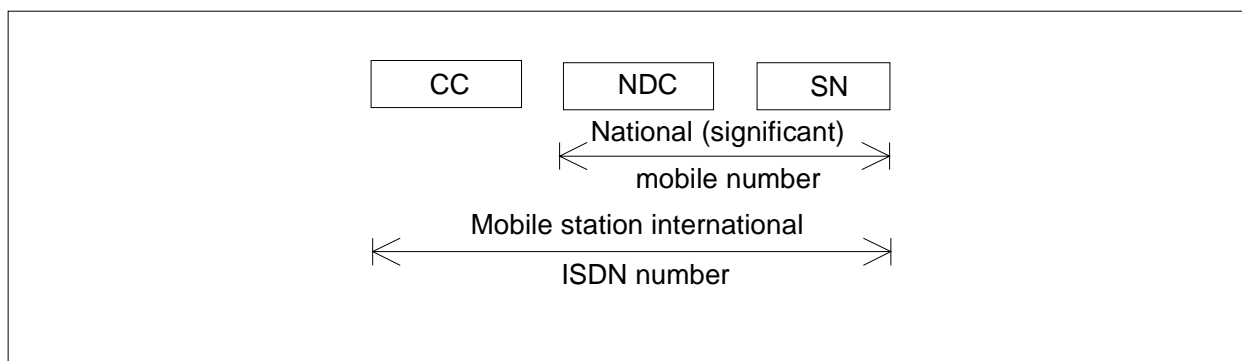 CC NDC SN
National (significant)
mobile number
Mobile station international
ISDN number